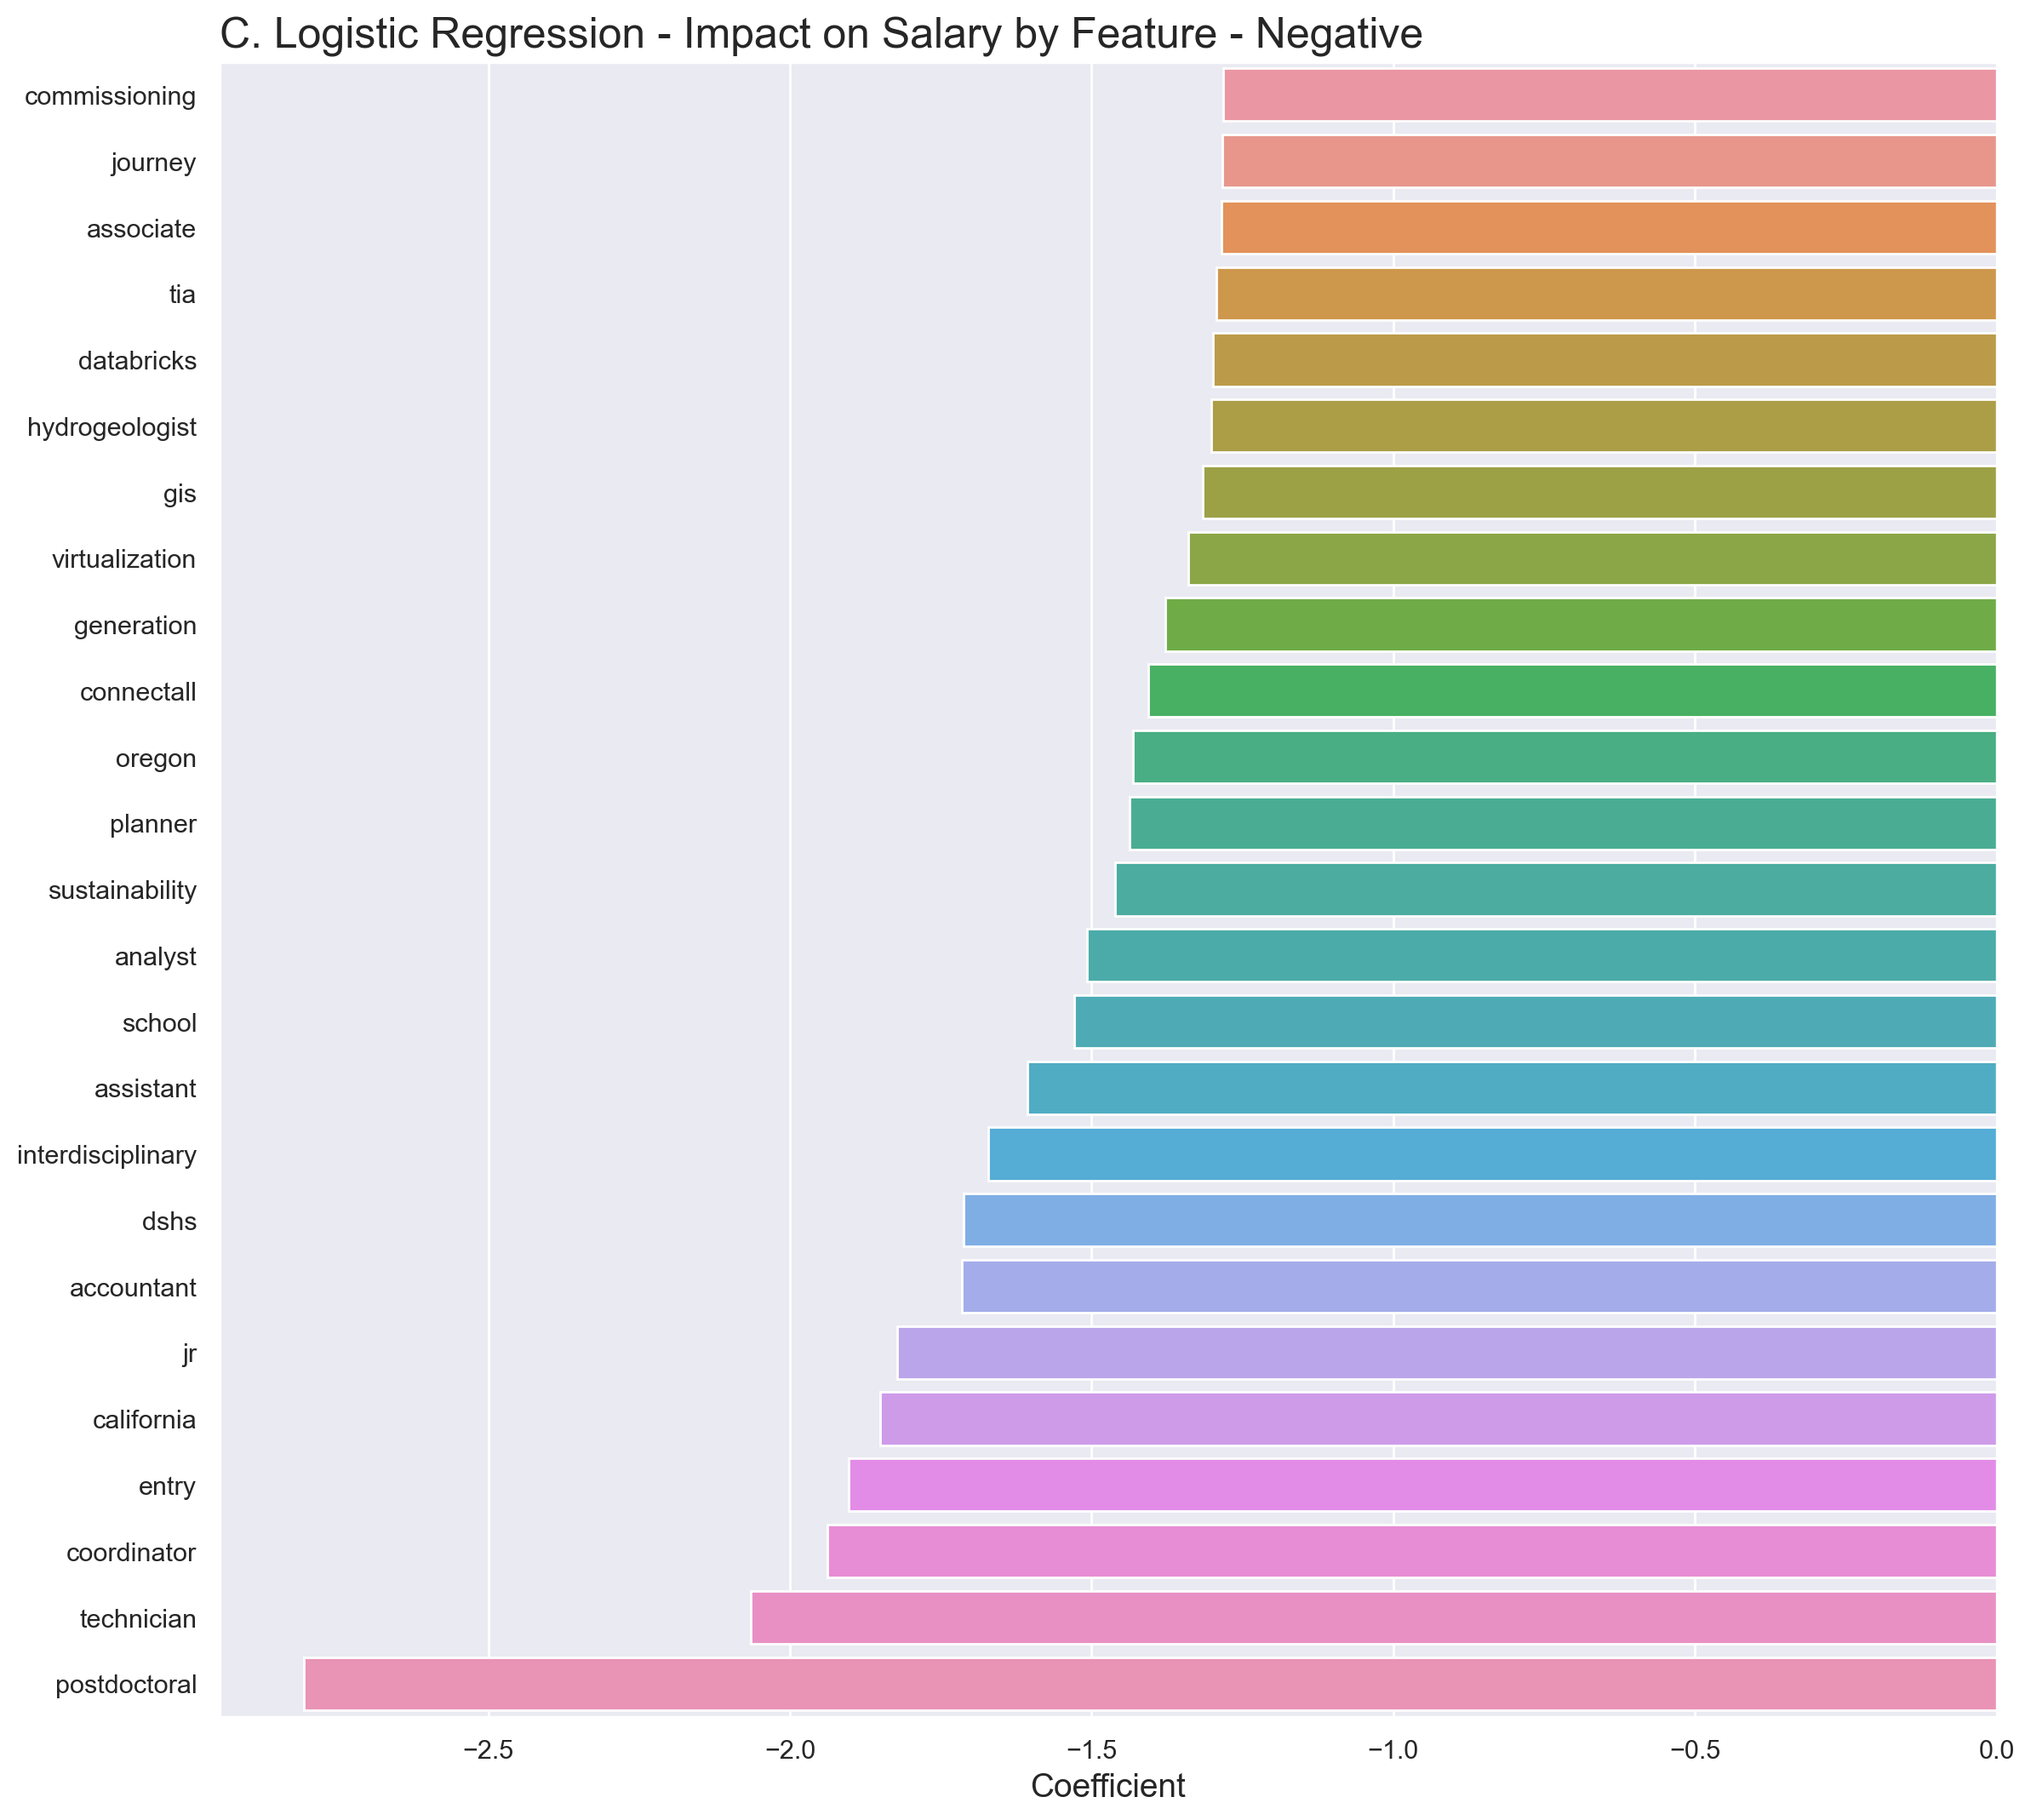 C. Logistic Regression - Impact on Salary by Feature - Negative
commissioning
journey
associate
tia
databricks
hydrogeologist
gis
virtualization
generation
connectall
oregon
planner
sustainability
analyst
school
assistant
interdisciplinary
dshs
accountant
jr
california
entry
coordinator
technician
postdoctoral
−2.5 −2.0 −1.5 −1.0 −0.5 0.0
Coefficient